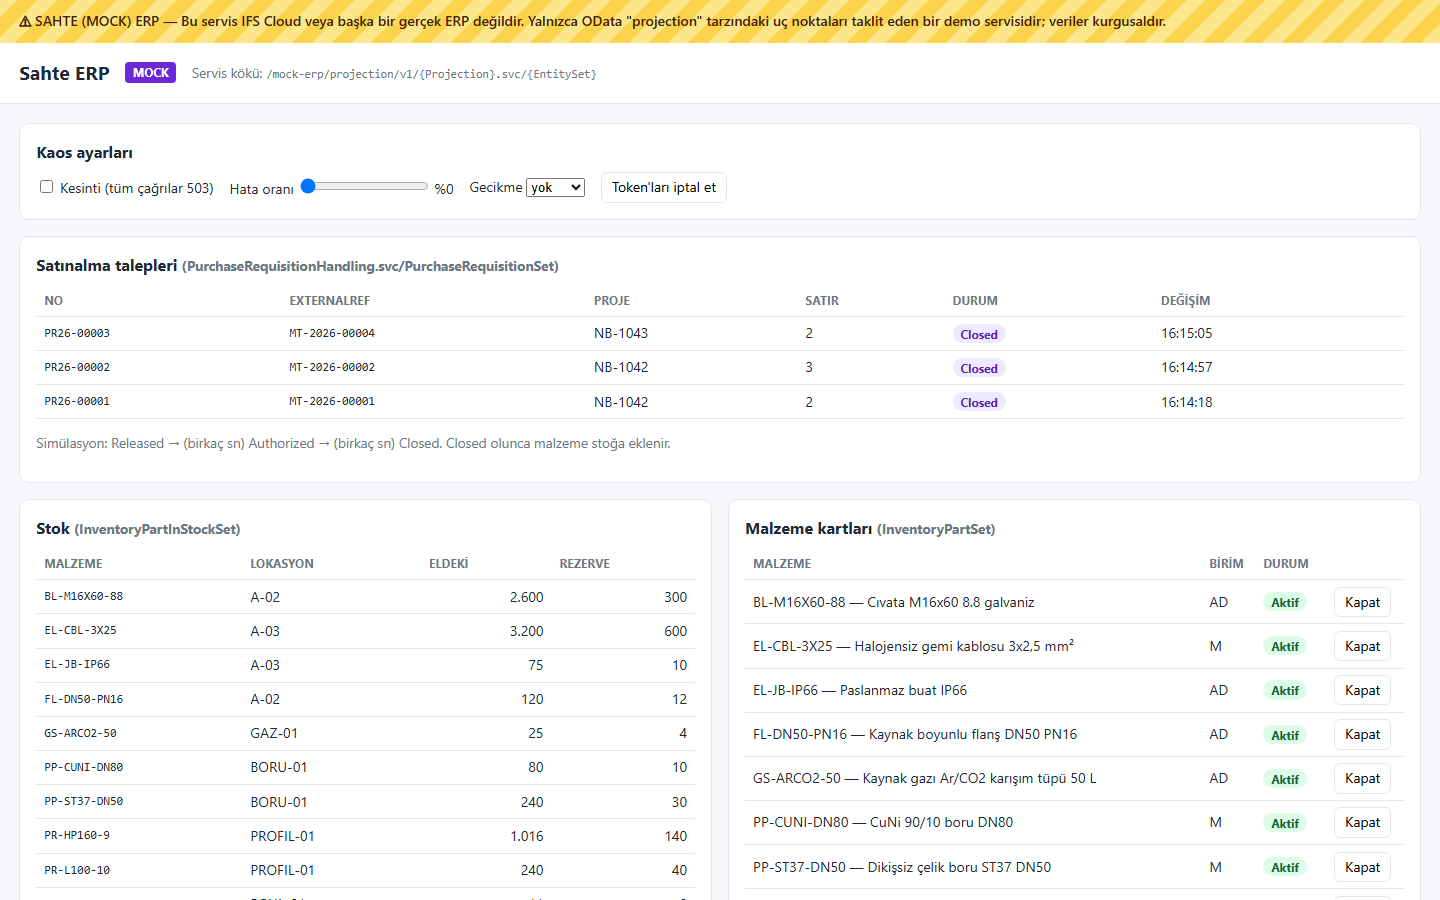 ⚠ SAHTE (MOCK) ERP — Bu servis IFS Cloud veya başka bir gerçek ERP değildir. Yalnızca OData "projection" tarzındaki uç noktaları taklit eden bir demo servisidir; veriler kurgusaldır.
Sahte ERP MOCK Servis kökü: /mock-erp/projection/v1/{Projection}.svc/{EntitySet}
Kaos ayarları
Kesinti (tüm çağrılar 503) Hata oranı %0 Gecikme yok Token'ları iptal et
Satınalma talepleri (PurchaseRequisitionHandling.svc/PurchaseRequisitionSet)
NO EXTERNALREF PROJE SATIR DURUM DEĞİŞİM
PR26-00003 MT-2026-00004 NB-1043 2 Closed 16:15:05
PR26-00002 MT-2026-00002 NB-1042 3 Closed 16:14:57
PR26-00001 MT-2026-00001 NB-1042 2 Closed 16:14:18
Simülasyon: Released → (birkaç sn) Authorized → (birkaç sn) Closed. Closed olunca malzeme stoğa eklenir.
Stok (InventoryPartInStockSet)
MALZEME LOKASYON ELDEKİ REZERVE
BL-M16X60-88 A-02 2.600 300
EL-CBL-3X25 A-03 3.200 600
EL-JB-IP66 A-03 75 10
FL-DN50-PN16 A-02 120 12
GS-ARCO2-50 GAZ-01 25 4
PP-CUNI-DN80 BORU-01 80 10
PP-ST37-DN50 BORU-01 240 30
PR-HP160-9 PROFIL-01 1.016 140
PR-L100-10 PROFIL-01 240 40
Malzeme kartları (InventoryPartSet)
MALZEME BİRİM DURUM
BL-M16X60-88 — Cıvata M16x60 8.8 galvaniz AD Aktif Kapat
EL-CBL-3X25 — Halojensiz gemi kablosu 3x2,5 mm² M Aktif Kapat
EL-JB-IP66 — Paslanmaz buat IP66 AD Aktif Kapat
FL-DN50-PN16 — Kaynak boyunlu flanş DN50 PN16 AD Aktif Kapat
GS-ARCO2-50 — Kaynak gazı Ar/CO2 karışım tüpü 50 L AD Aktif Kapat
PP-CUNI-DN80 — CuNi 90/10 boru DN80 M Aktif Kapat
PP-ST37-DN50 — Dikişsiz çelik boru ST37 DN50 M Aktif Kapat